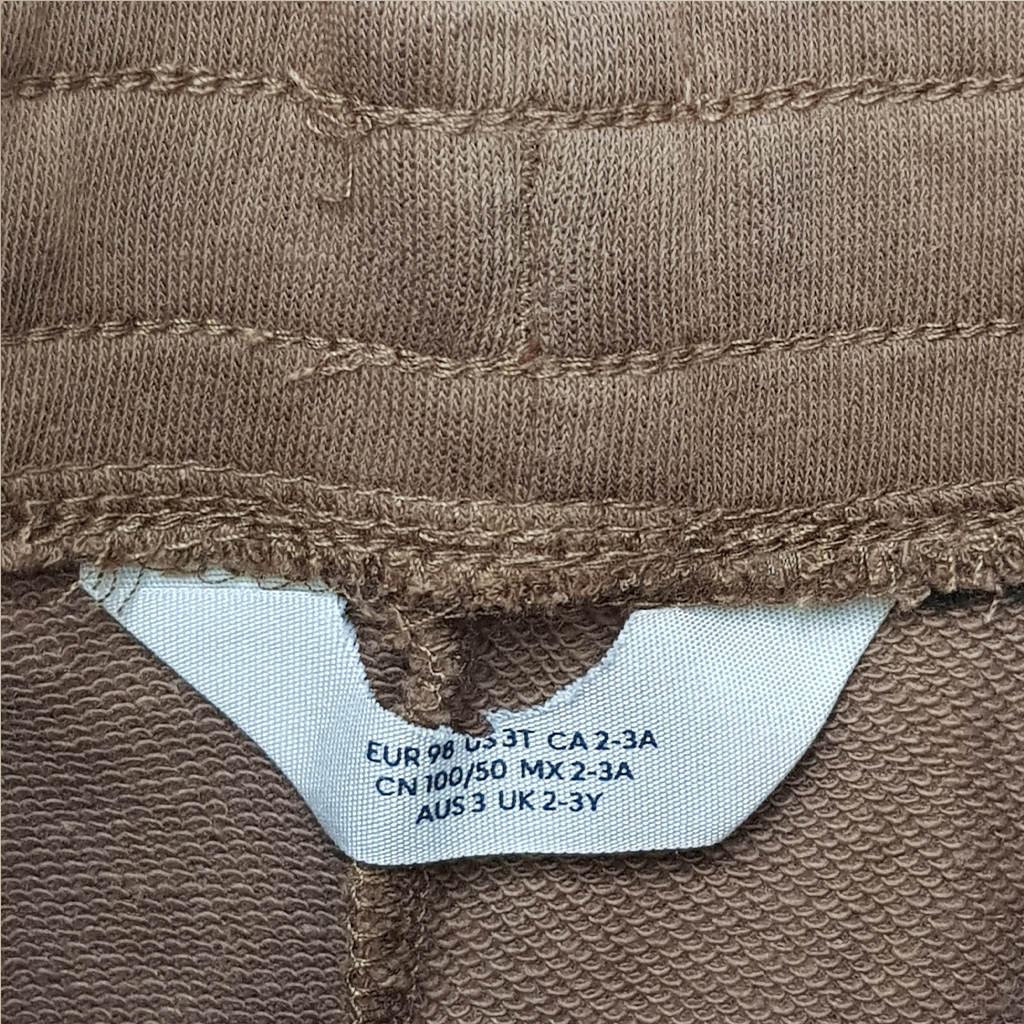 EUR 98 US 3T CA 2-3A
CN 100/50 MX 2-3A
AUS 3 UK 2-3Y